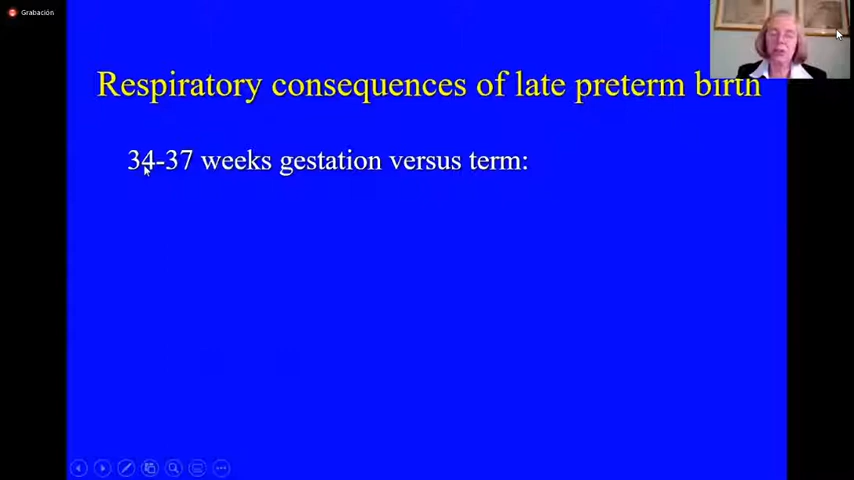 Grabación
Respiratory consequences of late preterm birth
34-37 weeks gestation versus term: